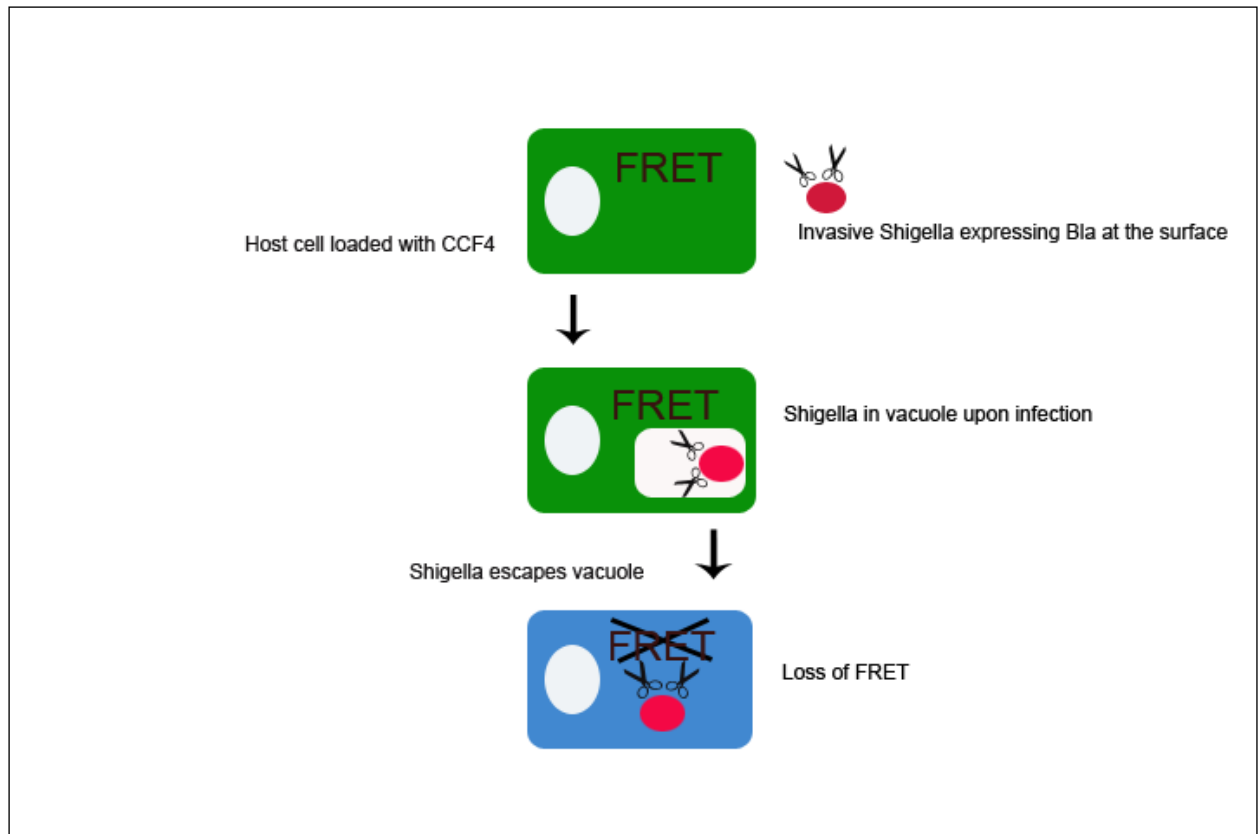 FRET
Host cell loaded with CCF4
Invasive Shigella expressing Bla at the surface
FRET
Shigella in vacuole upon infection
Shigella escapes vacuole
FRET
Loss of FRET